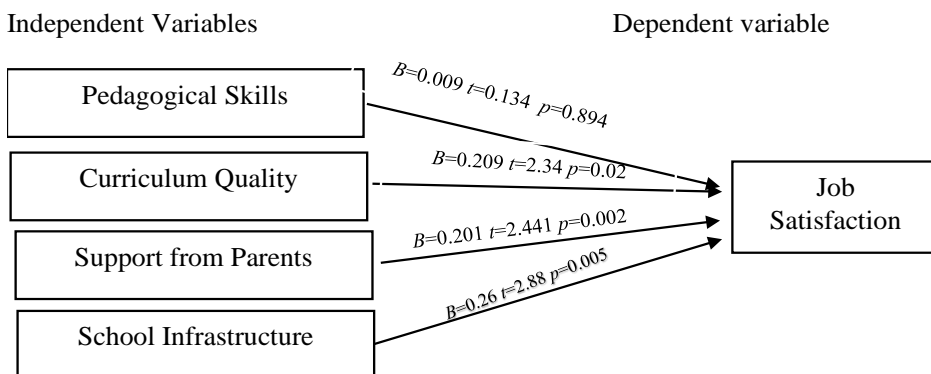 Independent Variables
Dependent variable
Pedagogical Skills
B=0.009 t=0.134 p=0.894
Curriculum Quality
B=0.209 t=2.34 p=0.02
Job
Satisfaction
Support from Parents
B=0.201 t=2.441 p=0.002
School Infrastructure
B=0.26 t=2.88 p=0.005